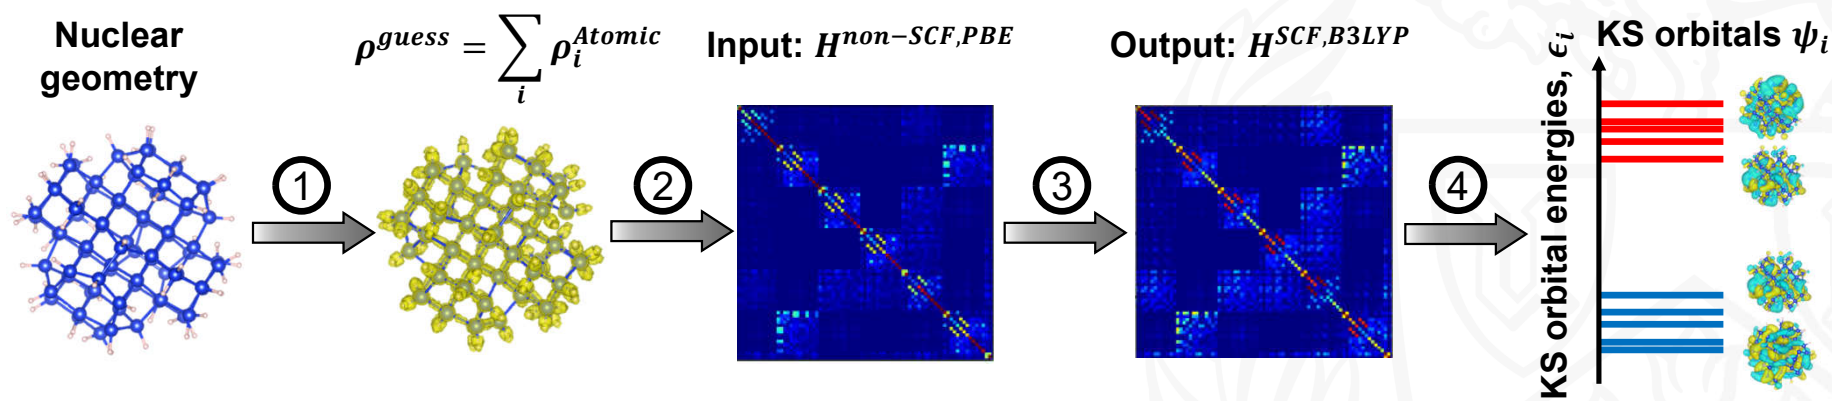 Nuclear
geometry
ρ^{guess} = ∑_i ρ_i^{Atomic}
Input: H^{non−SCF,PBE}
Output: H^{SCF,B3LYP}
KS orbital energies, ϵ_i
KS orbitals ψ_i
1
2
3
4